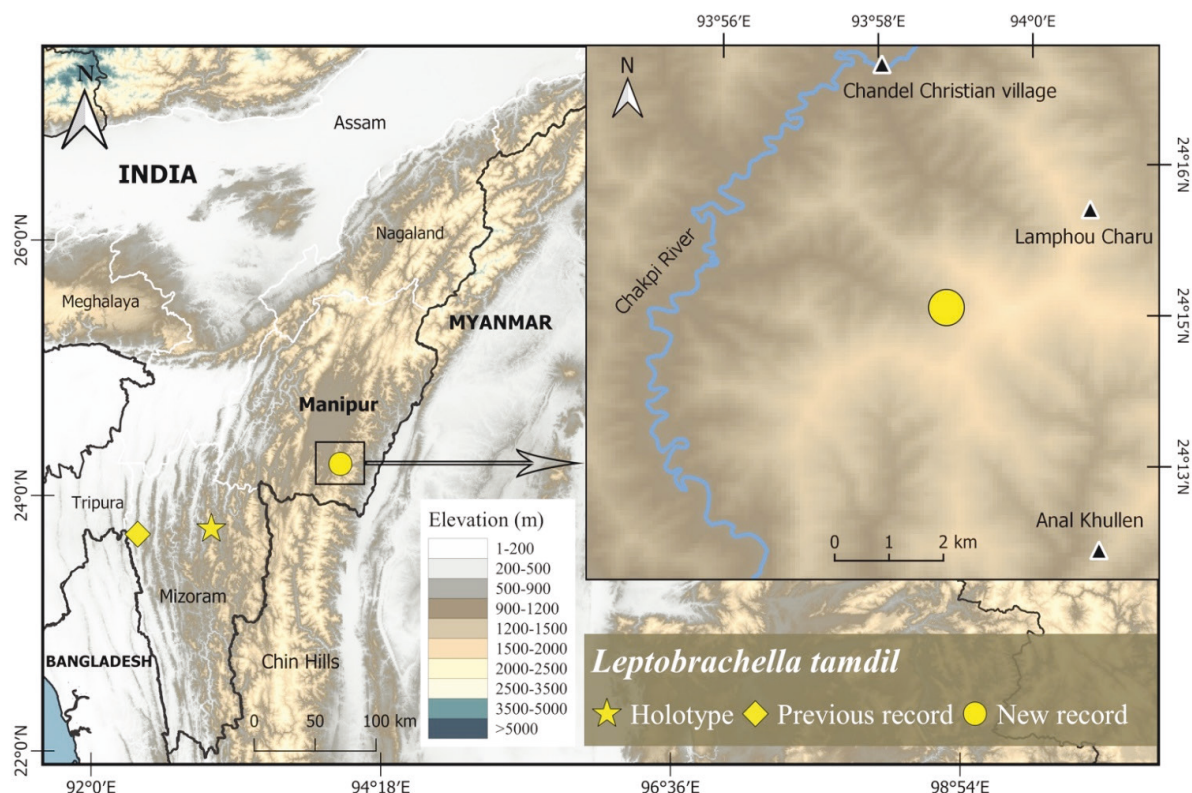 93°56′E
93°58′E
94°0′E
N
Assam
INDIA
Nagaland
Meghalaya
MYANMAR
Manipur
Tripura
Mizoram
BANGLADESH
Chin Hills
0 50 100 km
26°0′N
24°0′N
22°0′N
92°0′E
94°18′E
96°36′E
98°54′E
Elevation (m)
1-200
200-500
500-900
900-1200
1200-1500
1500-2000
2000-2500
2500-3500
3500-5000
>5000
N
Chandel Christian village
24°16′N
Lamphou Charu
Chakpi River
24°15′N
24°13′N
Anal Khullen
0 1 2 km
Leptobrachella tamdil
Holotype Previous record New record